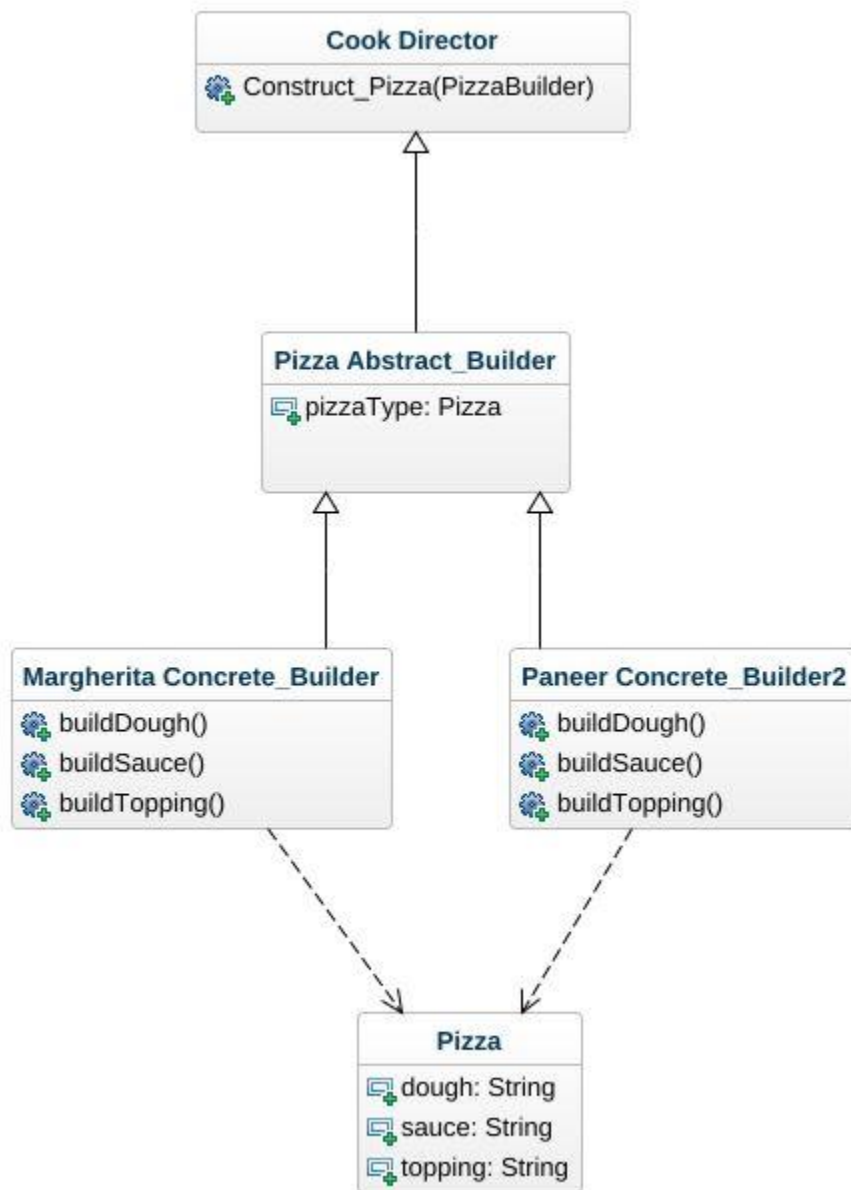 Cook Director
Construct_Pizza(PizzaBuilder)
Pizza Abstract_Builder
pizzaType: Pizza
Margherita Concrete_Builder
buildDough()
buildSauce()
buildTopping()
Paneer Concrete_Builder2
buildDough()
buildSauce()
buildTopping()
Pizza
dough: String
sauce: String
topping: String